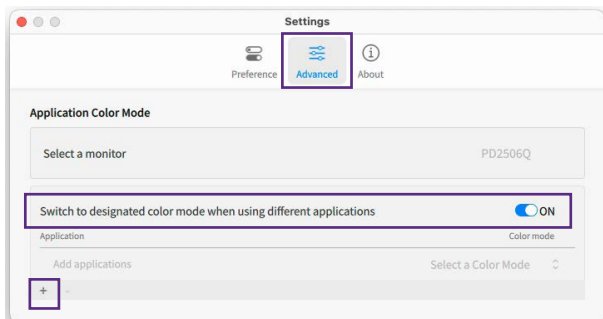 Settings
Preference Advanced About
Application Color Mode
Select a monitor PD2506Q
Switch to designated color mode when using different applications ON
Application Color mode
Add applications Select a Color Mode
+ -